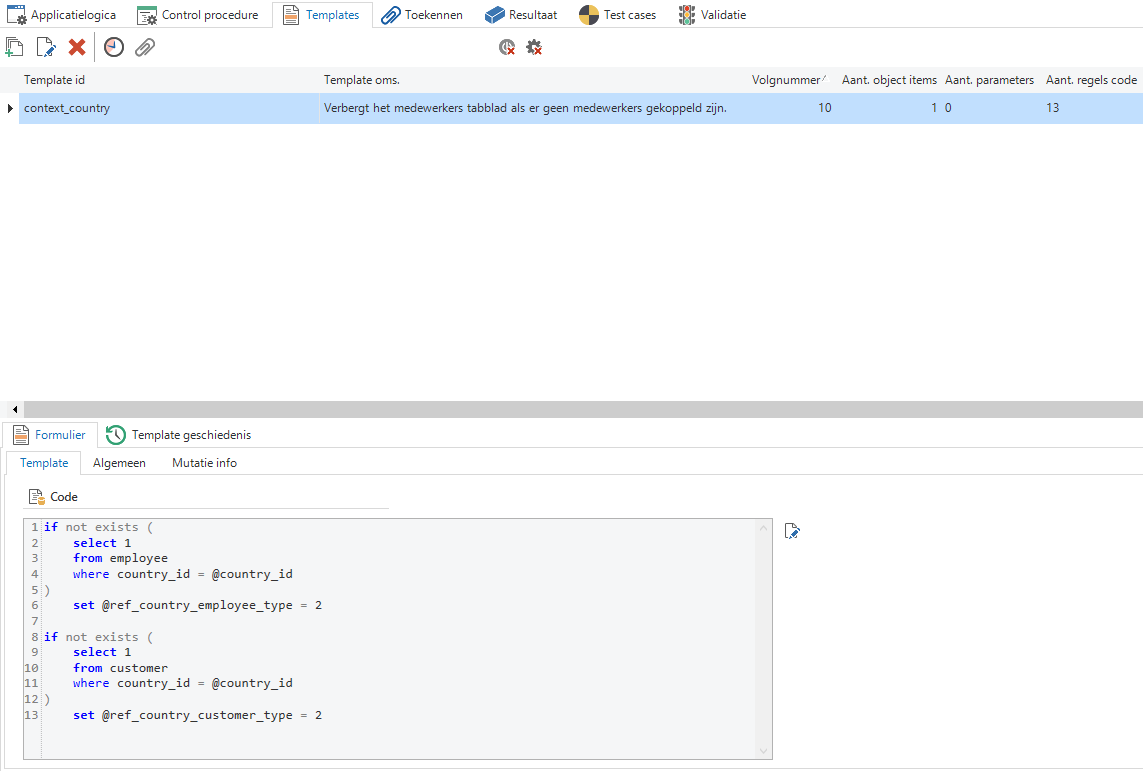 Applicatielogica Control procedure Templates Toekennen Resultaat Test cases Validatie
Template id Template oms. Volgnummer Aant. object items Aant. parameters Aant. regels code
context_country Verbergt het medewerkers tabblad als er geen medewerkers gekoppeld zijn. 10 1 0 13
Formulier Template geschiedenis
Template Algemeen Mutatie info
Code
1 if not exists (
2 select 1
3 from employee
4 where country_id = @country_id
5 )
6 set @ref_country_employee_type = 2
7
8 if not exists (
9 select 1
10 from customer
11 where country_id = @country_id
12 )
13 set @ref_country_customer_type = 2